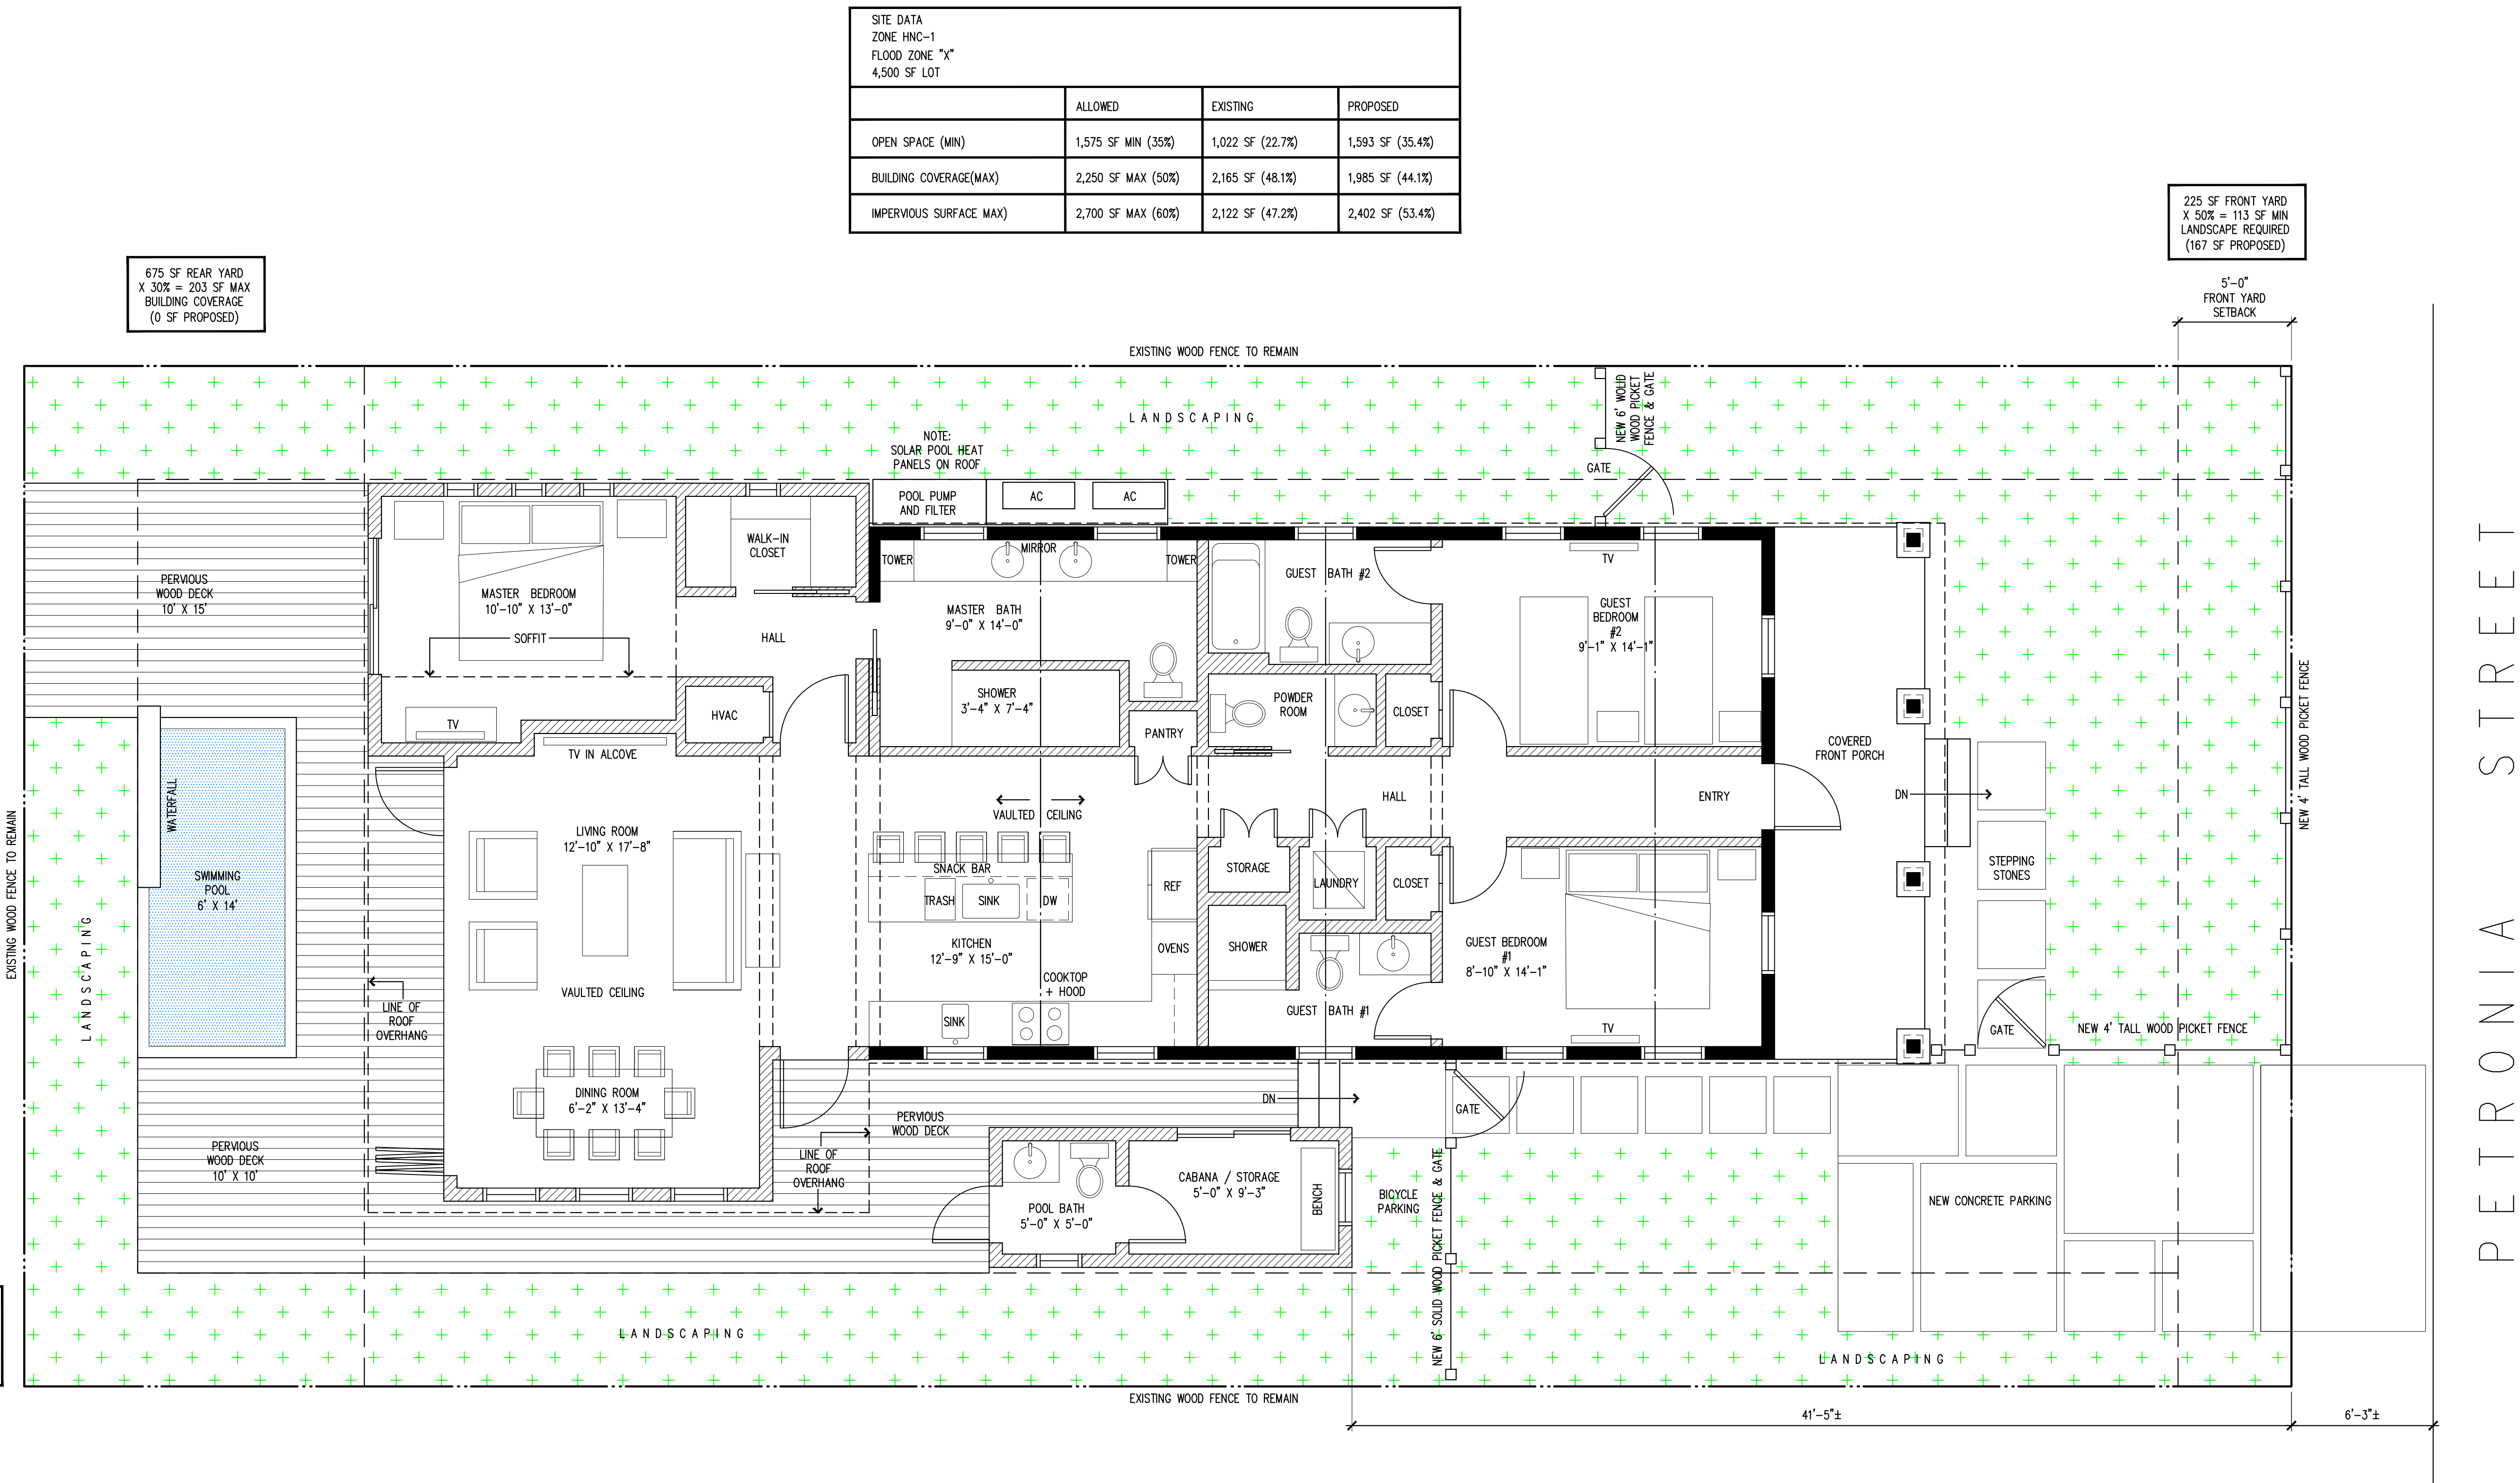 SITE DATA
ZONE HNC-1
FLOOD ZONE "X"
4,500 SF LOT
ALLOWED EXISTING PROPOSED
OPEN SPACE (MIN) 1,575 SF MIN (35%) 1,022 SF (22.7%) 1,593 SF (35.4%)
BUILDING COVERAGE(MAX) 2,250 SF MAX (50%) 2,165 SF (48.1%) 1,985 SF (44.1%)
IMPERVIOUS SURFACE MAX) 2,700 SF MAX (60%) 2,122 SF (47.2%) 2,402 SF (53.4%)
225 SF FRONT YARD
X 50% = 113 SF MIN
LANDSCAPE REQUIRED
(167 SF PROPOSED)
675 SF REAR YARD
X 30% = 203 SF MAX
BUILDING COVERAGE
(0 SF PROPOSED)
5'-0"
FRONT YARD
SETBACK
EXISTING WOOD FENCE TO REMAIN
LANDSCAPING
NEW 6' WOLID
WOOD PICKET
FENCE & GATE
GATE
NOTE:
SOLAR POOL HEAT
PANELS ON ROOF
POOL PUMP
AND FILTER
AC
AC
PERVIOUS
WOOD DECK
10' X 15'
MASTER BEDROOM
10'-10" X 13'-0"
SOFFIT
TV
WALK-IN
CLOSET
HALL
HVAC
TOWER
MIRROR
TOWER
MASTER BATH
9'-0" X 14'-0"
SHOWER
3'-4" X 7'-4"
PANTRY
GUEST BATH #2
POWDER
ROOM
CLOSET
TV
GUEST
BEDROOM
#2
9'-1" X 14'-1"
COVERED
FRONT PORCH
DN
STEPPING
STONES
NEW 4' TALL WOOD PICKET FENCE
PETRONIA STREET
EXISTING WOOD FENCE TO REMAIN
LANDSCAPING
WATERFALL
SWIMMING
POOL
6' X 14'
TV IN ALCOVE
LIVING ROOM
12'-10" X 17'-8"
VAULTED CEILING
LINE OF
ROOF
OVERHANG
VAULTED CEILING
SNACK BAR
TRASH
SINK
DW
REF
OVENS
KITCHEN
12'-9" X 15'-0"
COOKTOP
+ HOOD
SINK
HALL
ENTRY
STORAGE
LAUNDRY
CLOSET
SHOWER
GUEST BATH #1
GUEST BEDROOM
#1
8'-10" X 14'-1"
TV
GATE
NEW 4' TALL WOOD PICKET FENCE
DINING ROOM
6'-2" X 13'-4"
PERVIOUS
WOOD DECK
10' X 10'
PERVIOUS
WOOD DECK
LINE OF
ROOF
OVERHANG
DN
GATE
POOL BATH
5'-0" X 5'-0"
CABANA / STORAGE
5'-0" X 9'-3"
BENCH
BICYCLE
PARKING
NEW 6' SOLID WOOD PICKET FENCE & GATE
NEW CONCRETE PARKING
LANDSCAPING
LANDSCAPING
EXISTING WOOD FENCE TO REMAIN
41'-5"±
6'-3"±